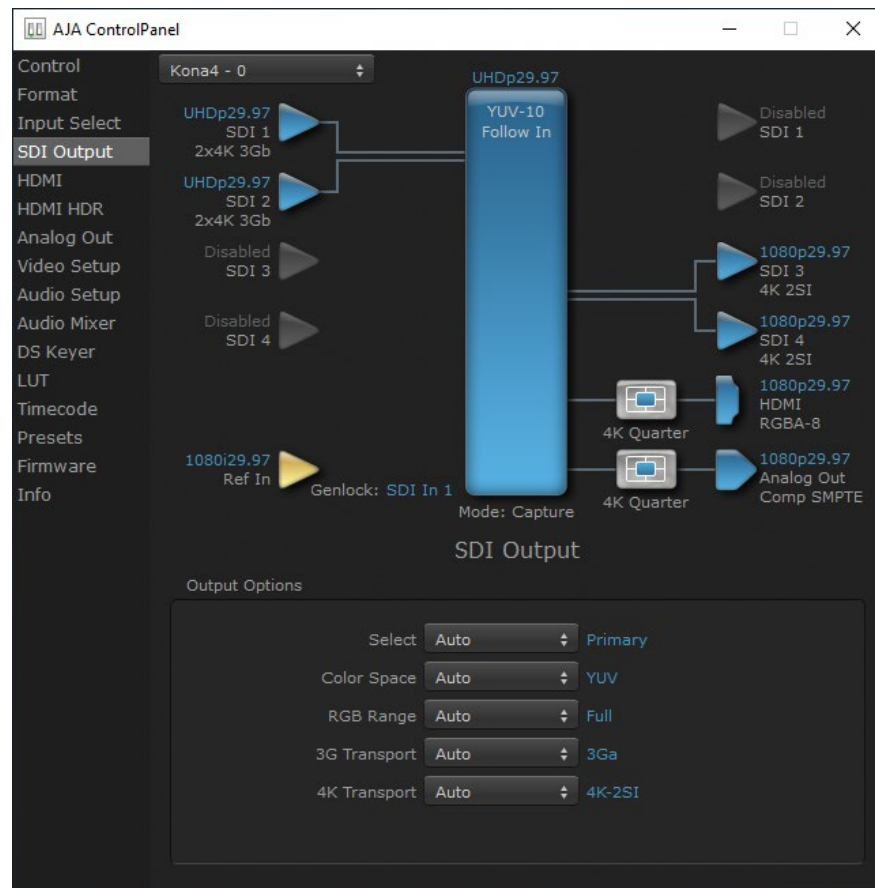 AJA ControlPanel
Control
Format
Input Select
SDI Output
HDMI
HDMI HDR
Analog Out
Video Setup
Audio Setup
Audio Mixer
DS Keyer
LUT
Timecode
Presets
Firmware
Info
Kona4 - 0
UHDp29.97
SDI 1
2x4K 3Gb
UHDp29.97
SDI 2
2x4K 3Gb
Disabled
SDI 3
Disabled
SDI 4
1080i29.97
Ref In
Genlock: SDI In 1
UHDp29.97
YUV-10
Follow In
Mode: Capture
Disabled
SDI 1
Disabled
SDI 2
1080p29.97
SDI 3
4K 2SI
1080p29.97
SDI 4
4K 2SI
4K Quarter
1080p29.97
HDMI
RGBA-8
4K Quarter
1080p29.97
Analog Out
Comp SMPTE
SDI Output
Output Options
Select Auto Primary
Color Space Auto YUV
RGB Range Auto Full
3G Transport Auto 3Ga
4K Transport Auto 4K-2SI